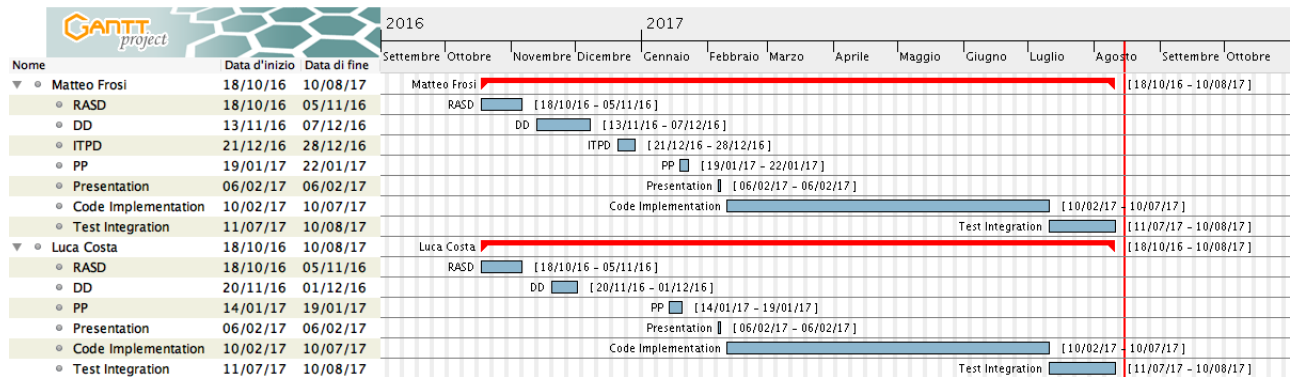 GANTT project
2016 2017
Settembre Ottobre Novembre Dicembre Gennaio Febbraio Marzo Aprile Maggio Giugno Luglio Agosto Settembre Ottobre
Nome Data d'inizio Data di fine
Matteo Frosi 18/10/16 10/08/17 Matteo Frosi [18/10/16 - 10/08/17]
RASD 18/10/16 05/11/16 RASD [18/10/16 - 05/11/16]
DD 13/11/16 07/12/16 DD [13/11/16 - 07/12/16]
ITPD 21/12/16 28/12/16 ITPD [21/12/16 - 28/12/16]
PP 19/01/17 22/01/17 PP [19/01/17 - 22/01/17]
Presentation 06/02/17 06/02/17 Presentation [06/02/17 - 06/02/17]
Code Implementation 10/02/17 10/07/17 Code Implementation [10/02/17 - 10/07/17]
Test Integration 11/07/17 10/08/17 Test Integration [11/07/17 - 10/08/17]
Luca Costa 18/10/16 10/08/17 Luca Costa [18/10/16 - 10/08/17]
RASD 18/10/16 05/11/16 RASD [18/10/16 - 05/11/16]
DD 20/11/16 01/12/16 DD [20/11/16 - 01/12/16]
PP 14/01/17 19/01/17 PP [14/01/17 - 19/01/17]
Presentation 06/02/17 06/02/17 Presentation [06/02/17 - 06/02/17]
Code Implementation 10/02/17 10/07/17 Code Implementation [10/02/17 - 10/07/17]
Test Integration 11/07/17 10/08/17 Test Integration [11/07/17 - 10/08/17]